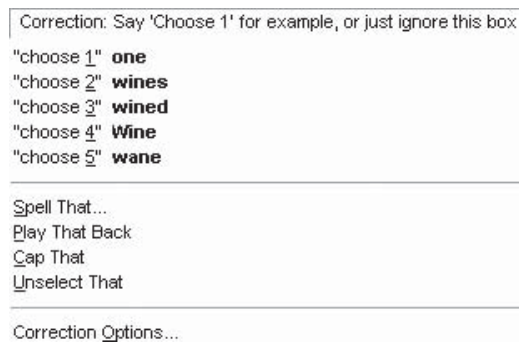 Correction: Say 'Choose 1' for example, or just ignore this box
"choose 1" one
"choose 2" wines
"choose 3" wined
"choose 4" Wine
"choose 5" wane
Spell That...
Play That Back
Cap That
Unselect That
Correction Options...